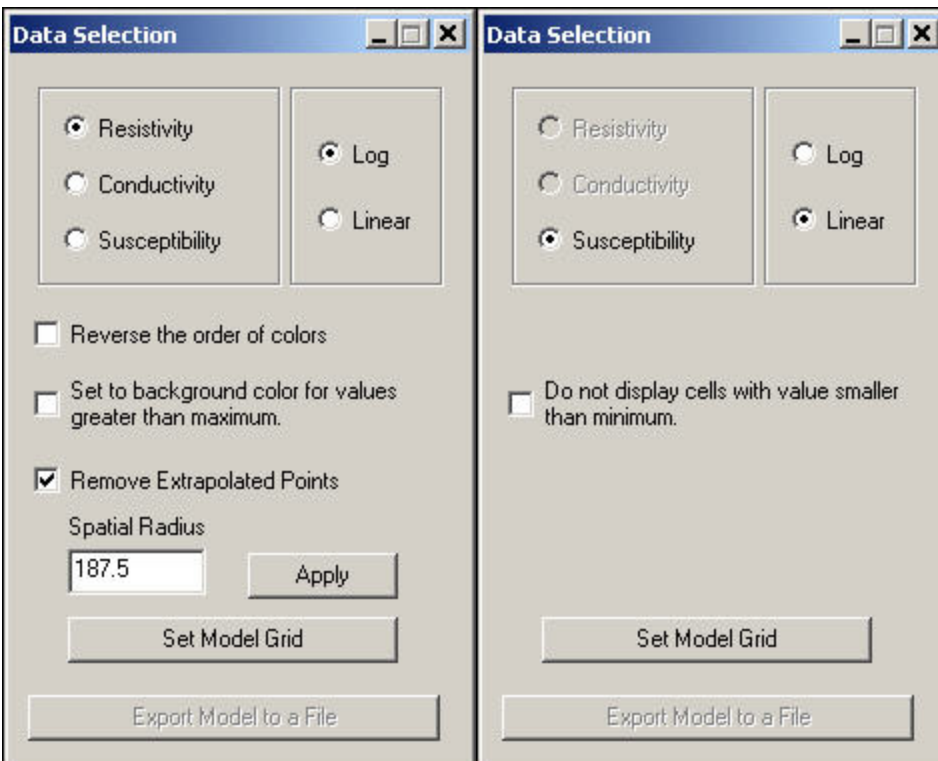 Data Selection
Resistivity
Conductivity
Susceptibility
Log
Linear
Reverse the order of colors
Set to background color for values
greater than maximum.
Remove Extrapolated Points
Spatial Radius
187.5
Apply
Set Model Grid
Export Model to a File
Data Selection
Resistivity
Conductivity
Susceptibility
Log
Linear
Do not display cells with value smaller
than minimum.
Set Model Grid
Export Model to a File